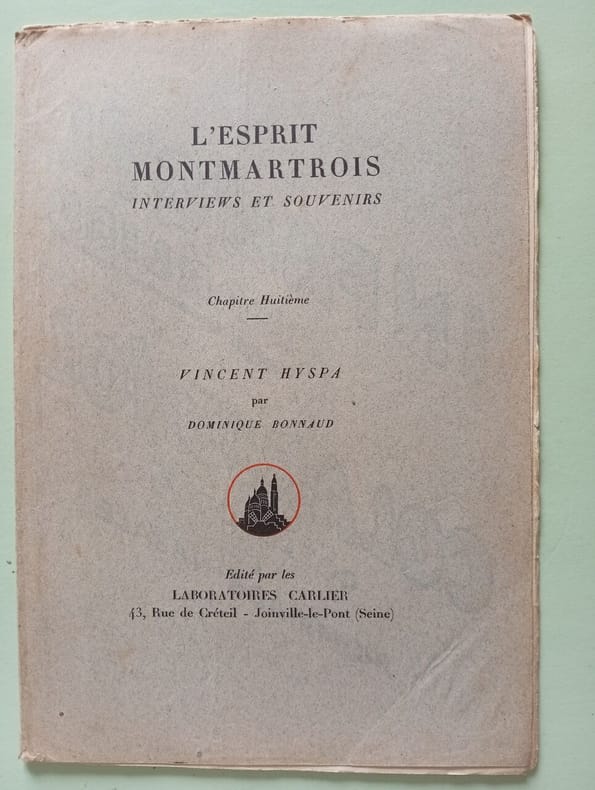 L'ESPRIT
MONTMARTROIS
INTERVIEWS ET SOUVENIRS
Chapitre Huitième
VINCENT HYSPA
par
DOMINIQUE BONNAUD
Edité par les
LABORATOIRES CARLIER
43, Rue de Créteil - Joinville-le-Pont (Seine)